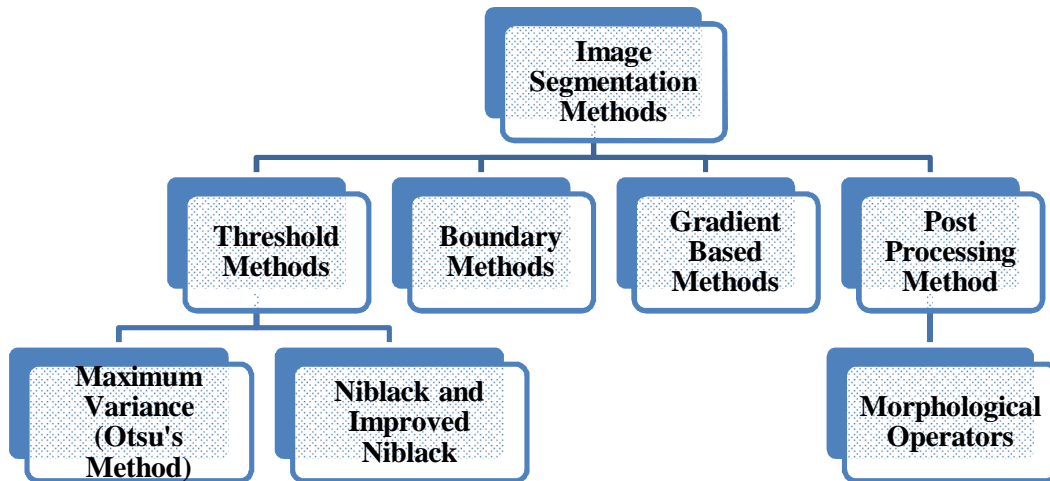 Image
Segmentation
Methods
Threshold
Methods
Boundary
Methods
Gradient
Based
Methods
Post
Processing
Method
Maximum
Variance
(Otsu's
Method)
Niblack and
Improved
Niblack
Morphological
Operators